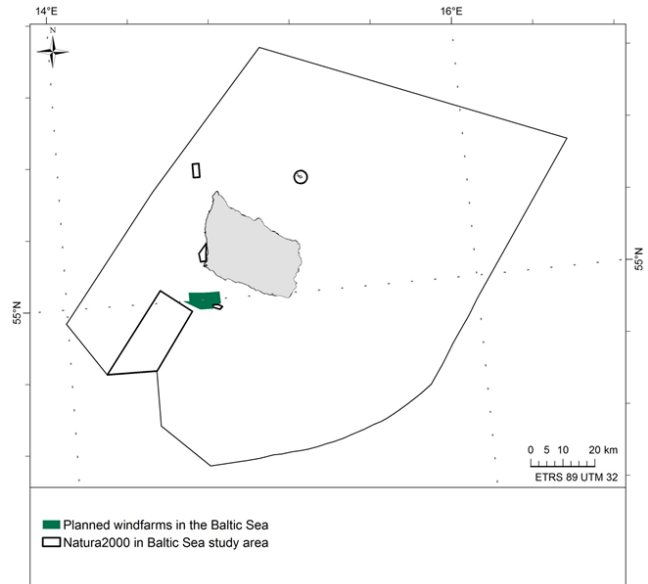 14°E
16°E
55°N
55°N
0 5 10 20 km
ETRS 89 UTM 32
Planned windfarms in the Baltic Sea
Natura2000 in Baltic Sea study area